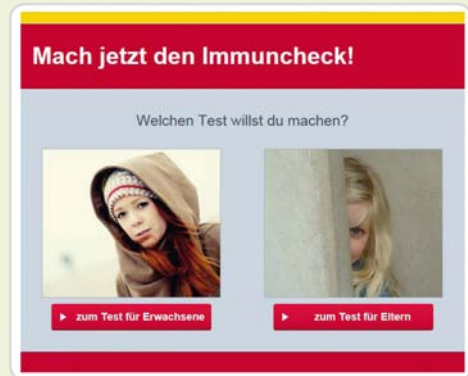 Mach jetzt den Immuncheck!
Welchen Test willst du machen?
zum Test für Erwachsene
zum Test für Eltern